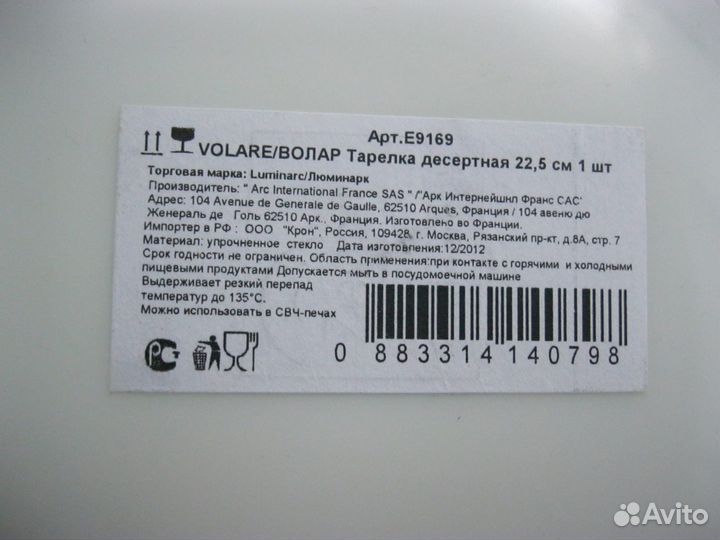 Арт.E9169
VOLARE/ВОЛАР Тарелка десертная 22,5 см 1 шт
Торговая марка: Luminarc/Люминарк
Производитель: " Arc International France SAS " /"Арк Интернейшнл Франс САС"
Адрес: 104 Avenue de Generale de Gaulle, 62510 Arques, Франция / 104 авеню дю
Женераль де Голь 62510 Арк., Франция. Изготовлено во Франции.
Импортер в РФ : ООО "Крон", Россия, 109428, г. Москва, Рязанский пр-кт, д.8А, стр. 7
Материал: упрочненное стекло Дата изготовления:12/2012
Срок годности не ограничен. Область применения:при контакте с горячими и холодными
пищевыми продуктами Допускается мыть в посудомоечной машине
Выдерживает резкий перепад
температур до 135°С.
Можно использовать в СВЧ-печах
0 883314 140798
Avito